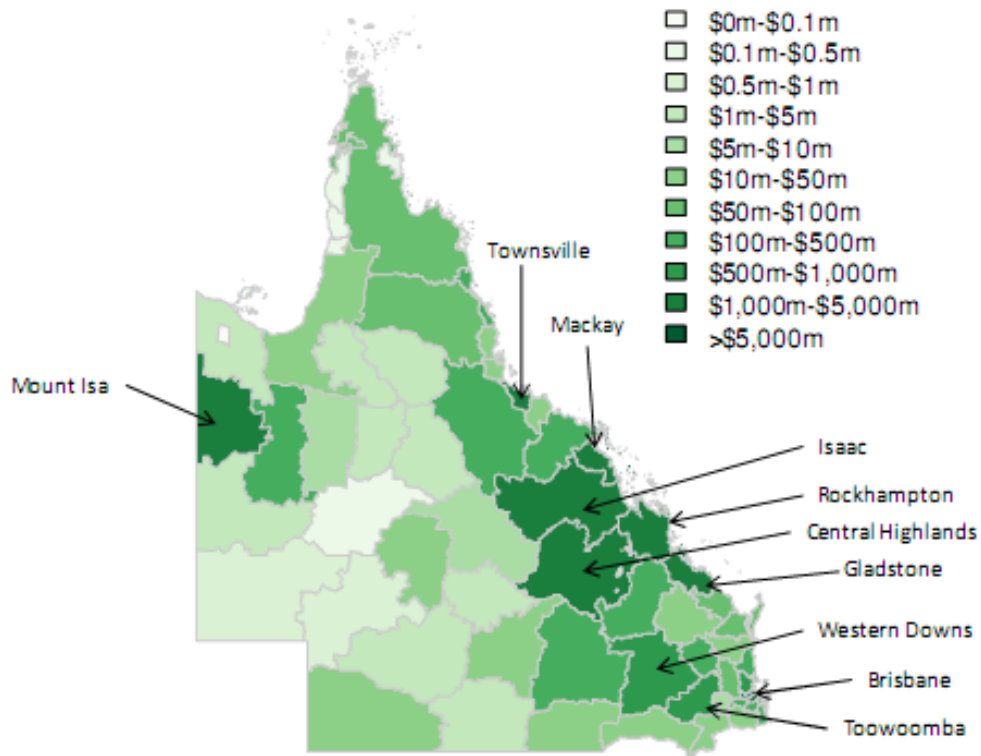 $0m-$0.1m
$0.1m-$0.5m
$0.5m-$1m
$1m-$5m
$5m-$10m
$10m-$50m
$50m-$100m
$100m-$500m
$500m-$1,000m
$1,000m-$5,000m
>$5,000m
Townsville
Mackay
Mount Isa
Isaac
Rockhampton
Central Highlands
Gladstone
Western Downs
Brisbane
Toowoomba